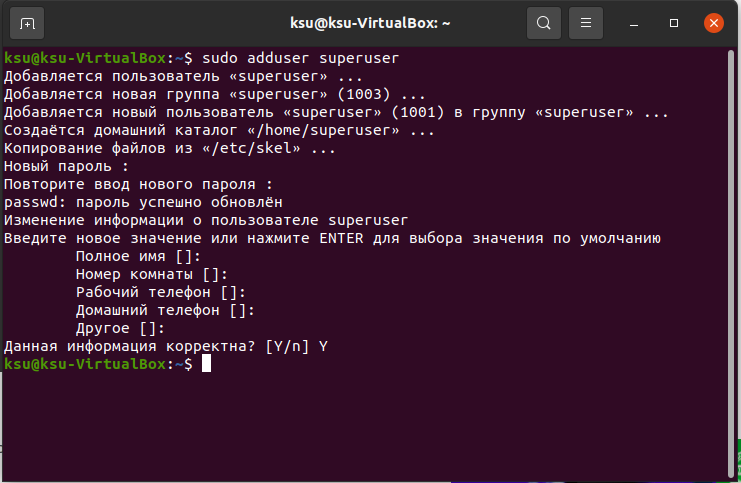 ksu@ksu-VirtualBox: ~
ksu@ksu-VirtualBox:~$ sudo adduser superuser
Добавляется пользователь «superuser» ...
Добавляется новая группа «superuser» (1003) ...
Добавляется новый пользователь «superuser» (1001) в группу «superuser» ...
Создаётся домашний каталог «/home/superuser» ...
Копирование файлов из «/etc/skel» ...
Новый пароль :
Повторите ввод нового пароля :
passwd: пароль успешно обновлён
Изменение информации о пользователе superuser
Введите новое значение или нажмите ENTER для выбора значения по умолчанию
Полное имя []:
Номер комнаты []:
Рабочий телефон []:
Домашний телефон []:
Другое []:
Данная информация корректна? [Y/n] Y
ksu@ksu-VirtualBox:~$